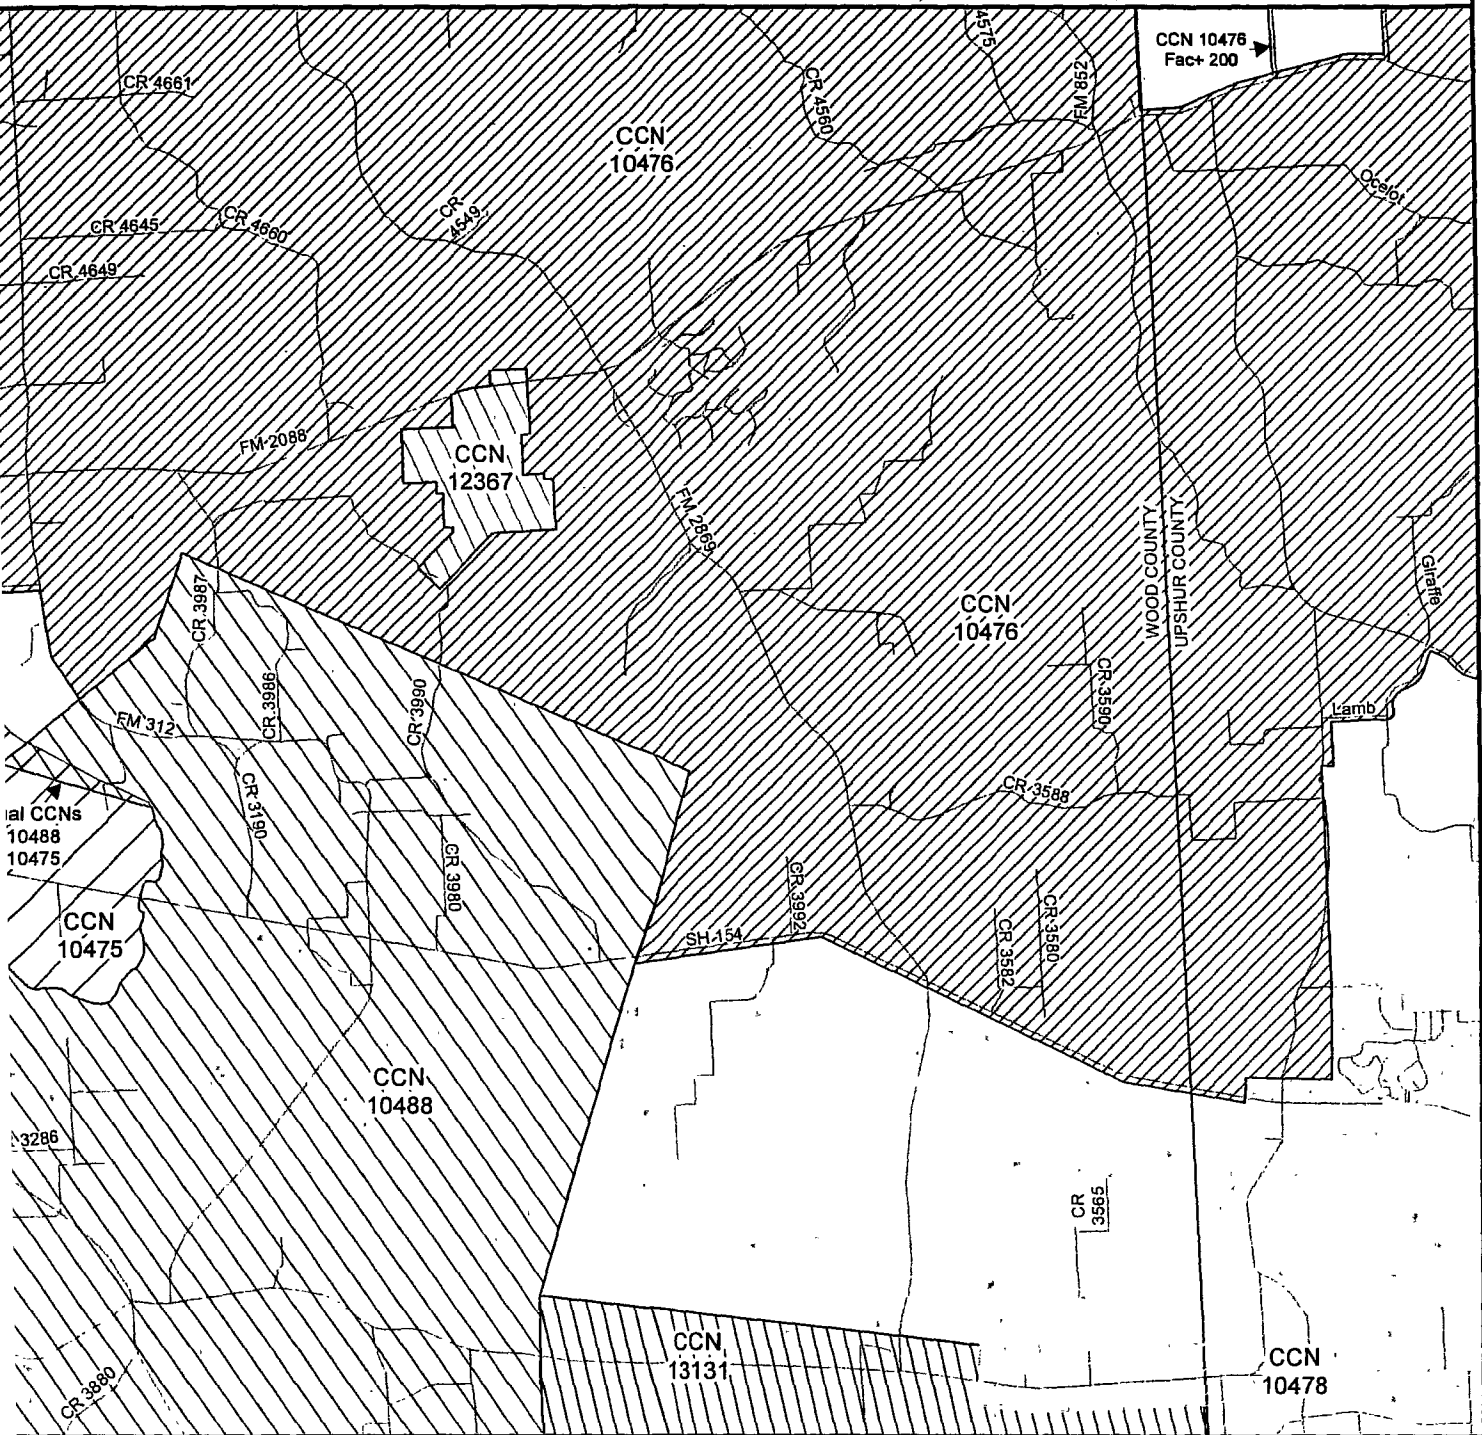 4575
CCN 10476
Fac+ 200
CR 4661
CR 4560
FM 852
CCN
10476
Ocelot
CR
4549
CR 4645
CR 4660
CR 4649
FM 2088
CCN
12367
FM 2869
WOOD COUNTY
UPSHUR COUNTY
Giraffe
CCN
10476
CR 3987
CR 3986
CR 3990
CR 3590
FM 312
Lamb
CR 3190
CR 3588
ial CCNs
10488
10475
CR 3980
CR 3992
CR 3580
CR 3582
CCN
10475
SH 154
CCN
10488
3286
CR
3565
CCN
13131
CCN
10478
CR 3880